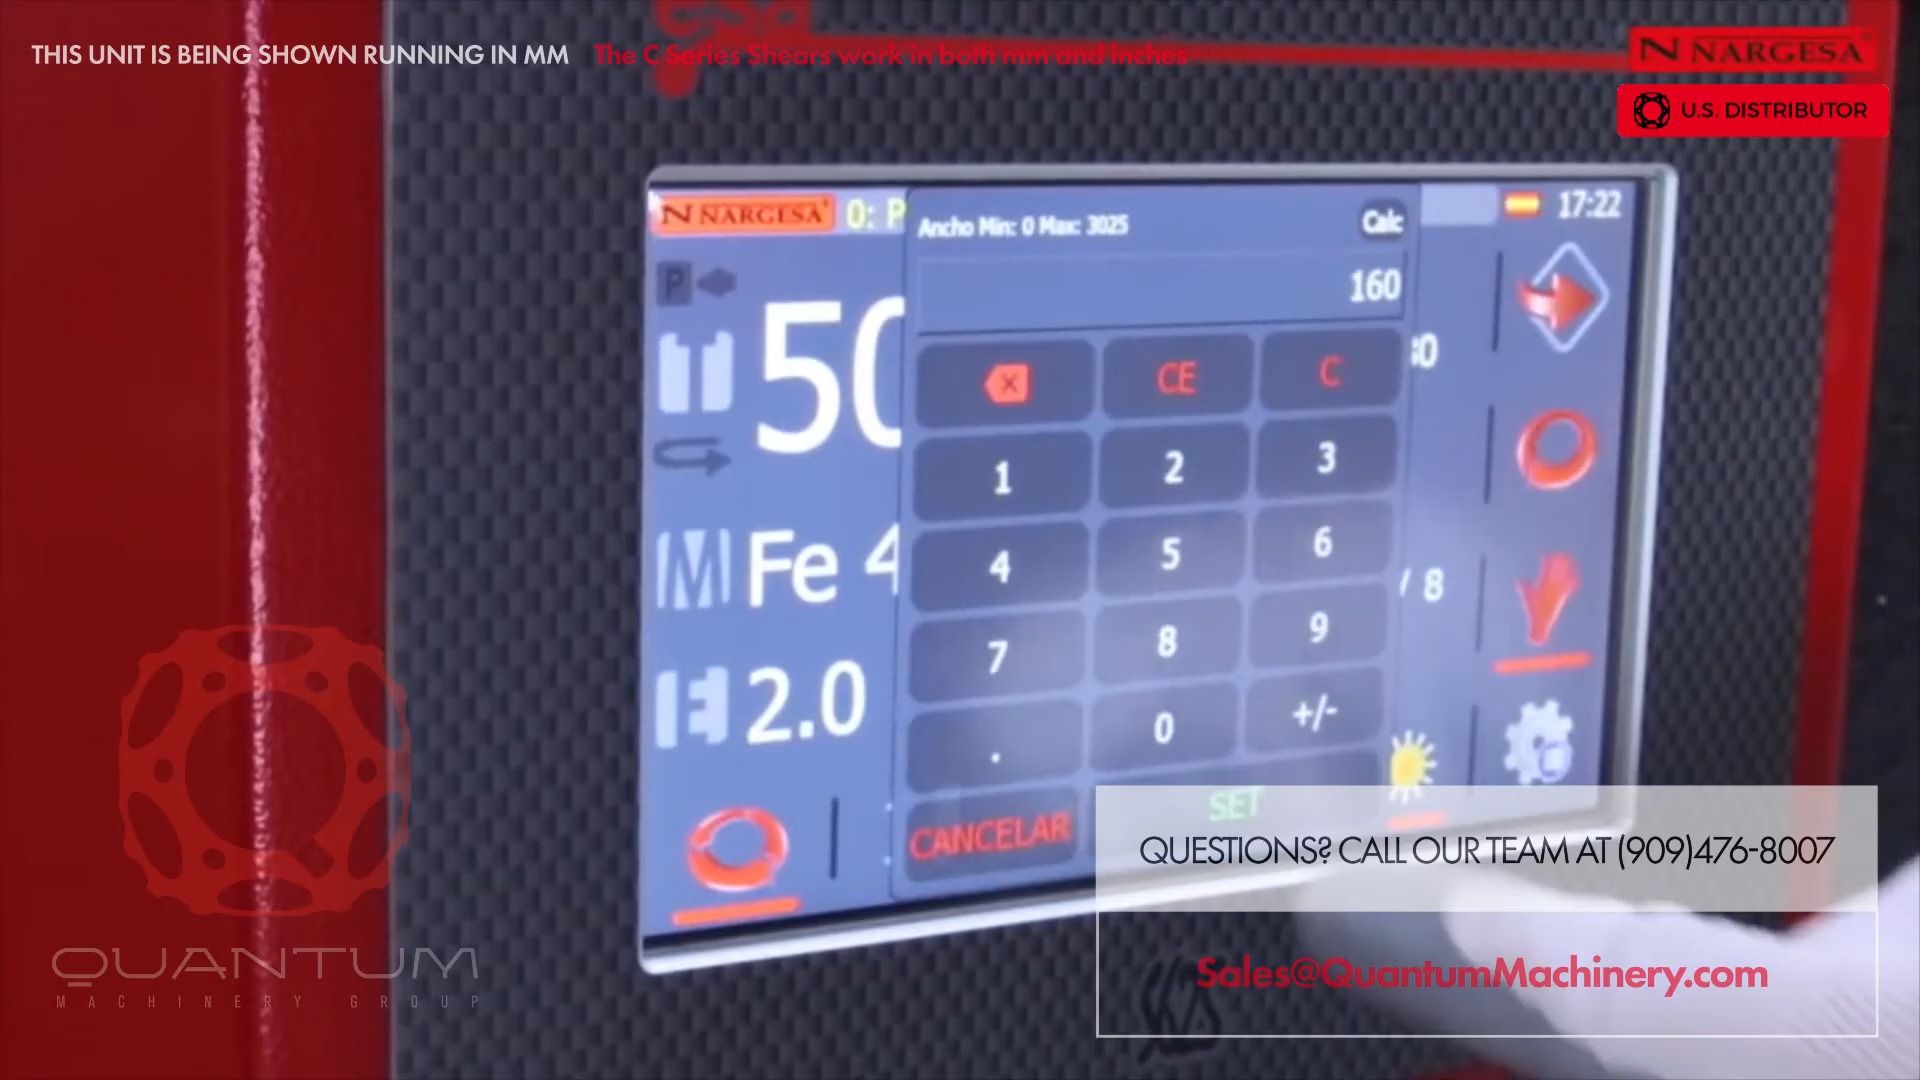 THIS UNIT IS BEING SHOWN RUNNING IN MM The C Series Shears work in both mm and inches
NARGESA
U.S. DISTRIBUTOR
NARGESA 0: P
17:22
Ancho Min: 0 Max: 3025 Calc
160
P
50
CE C
1 2 3
4 5 6
7 8 9
. 0 +/-
CANCELAR SET
Fe 4
/ 8
2.0
QUESTIONS? CALL OUR TEAM AT (909)476-8007
Sales@QuantumMachinery.com
QUANTUM
MACHINERY GROUP